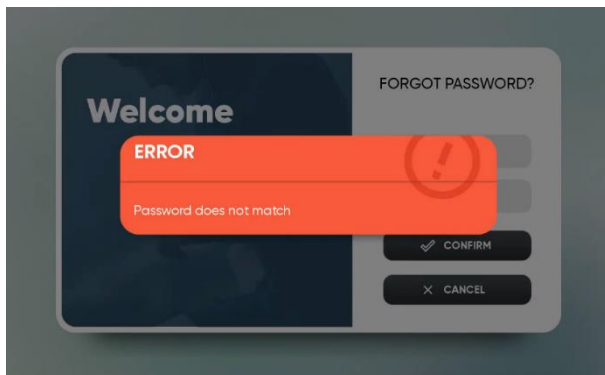 FORGOT PASSWORD?
Welcome
ERROR
Password does not match
CONFIRM
CANCEL